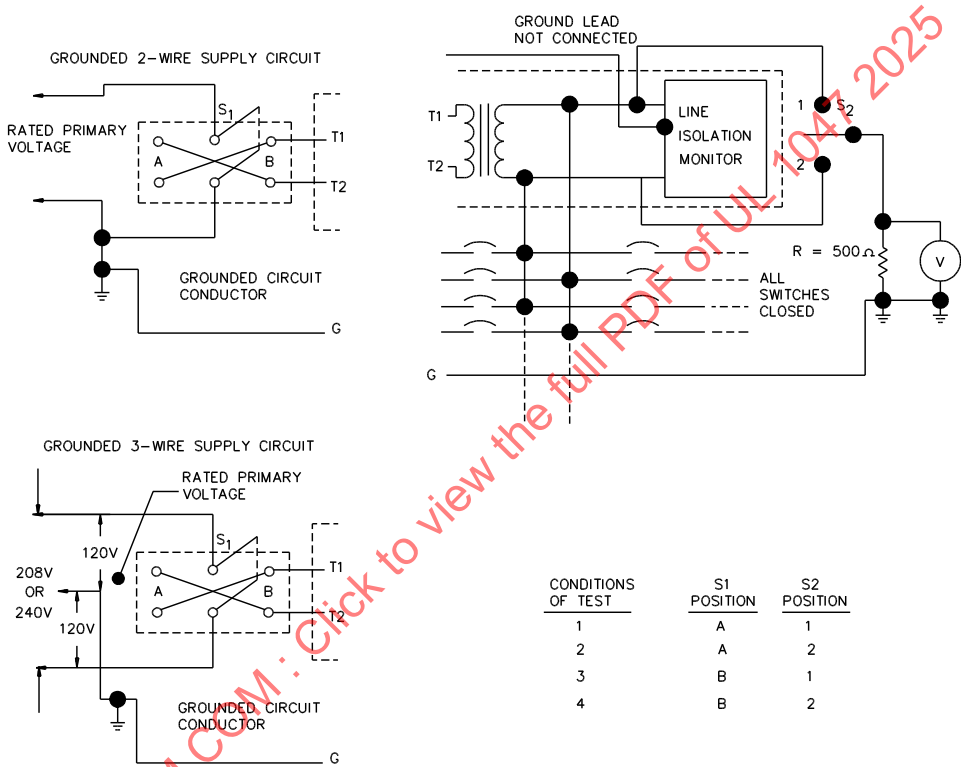 GROUNDED 2-WIRE SUPPLY CIRCUIT
S1
RATED PRIMARY
VOLTAGE
A
B
T1
T2
GROUNDED CIRCUIT
CONDUCTOR
G
GROUND LEAD
NOT CONNECTED
T1
T2
LINE
ISOLATION
MONITOR
1
S2
2
R = 500Ω
V
ALL
SWITCHES
CLOSED
G
GROUNDED 3-WIRE SUPPLY CIRCUIT
RATED PRIMARY
VOLTAGE
S1
120V
208V
OR
240V
120V
A
B
T1
T2
GROUNDED CIRCUIT
CONDUCTOR
G
CONDITIONS OF TEST S1 POSITION S2 POSITION
1 A 1
2 A 2
3 B 1
4 B 2
COM : Click to view the full PDF of UL 1047 2025